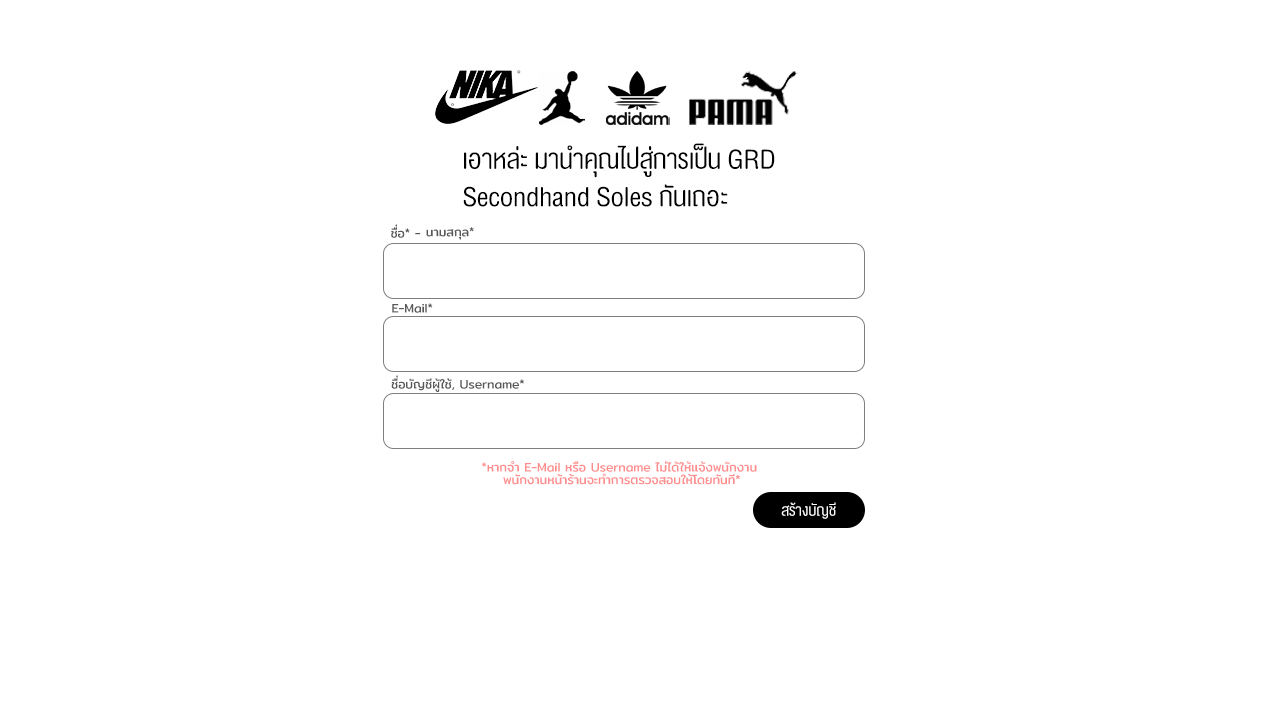 NIKA
adidam
PAMA
เอาหล่ะ มานำคุณไปสู่การเป็น GRD
Secondhand Soles กันเถอะ
ชื่อ* - นามสกุล*
E-Mail*
ชื่อบัญชีผู้ใช้, Username*
*หากจำ E-Mail หรือ Username ไม่ได้ให้แจ้งพนักงาน
พนักงานหน้าร้านจะทำการตรวจสอบให้โดยทันที*
สร้างบัญชี